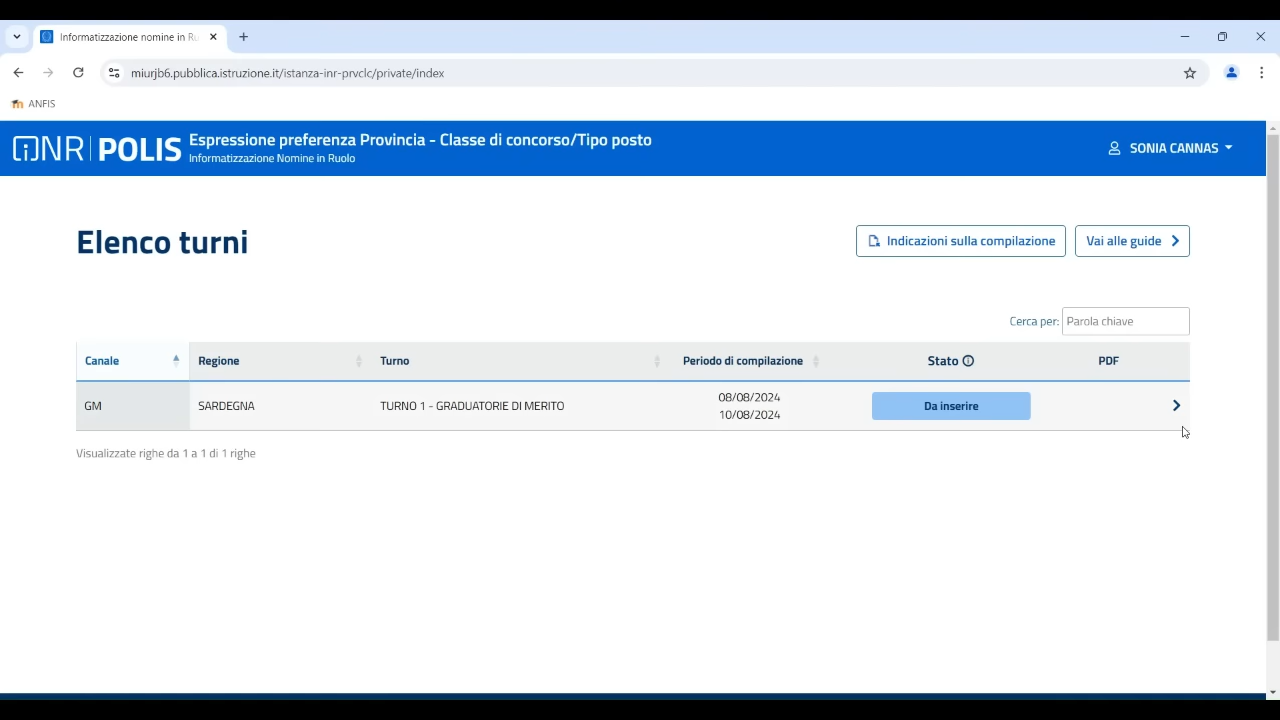 Informatizzazione nomine in Ru
miurjb6.pubblica.istruzione.it/istanza-inr-prvclc/private/index
ANFIS
iNR | POLIS
Espressione preferenza Provincia - Classe di concorso/Tipo posto
Informatizzazione Nomine in Ruolo
SONIA CANNAS
Elenco turni
Indicazioni sulla compilazione
Vai alle guide
Cerca per: Parola chiave
Canale Regione Turno Periodo di compilazione Stato PDF
GM SARDEGNA TURNO 1 - GRADUATORIE DI MERITO 08/08/2024 Da inserire
10/08/2024
Visualizzate righe da 1 a 1 di 1 righe